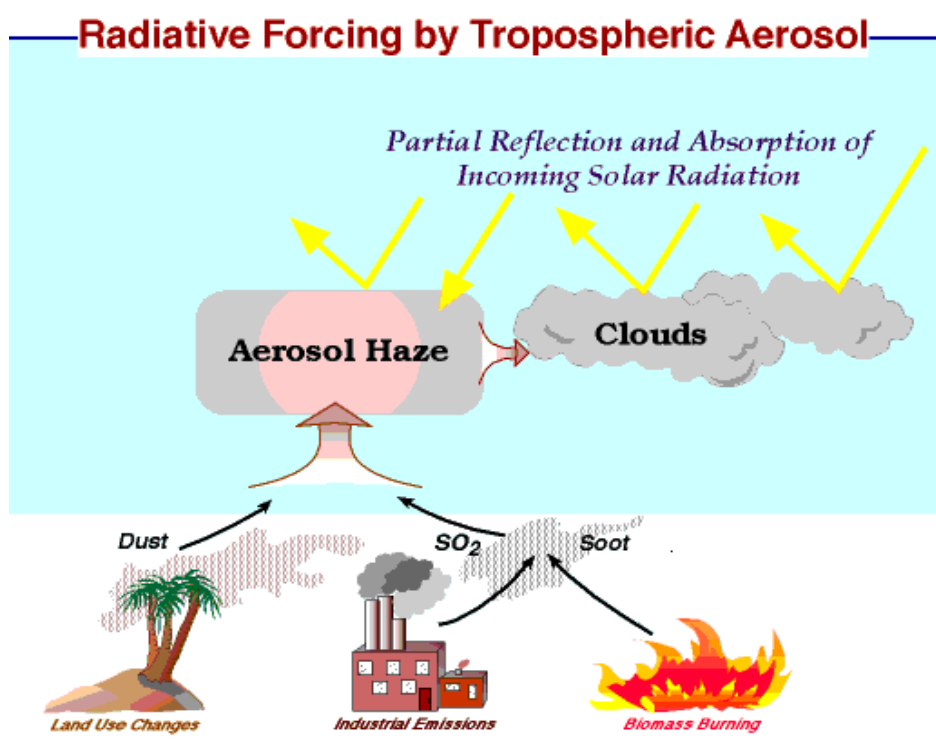 Radiative Forcing by Tropospheric Aerosol
Partial Reflection and Absorption of
Incoming Solar Radiation
Aerosol Haze
Clouds
Dust
SO2
Soot
Land Use Changes
Industrial Emissions
Biomass Burning